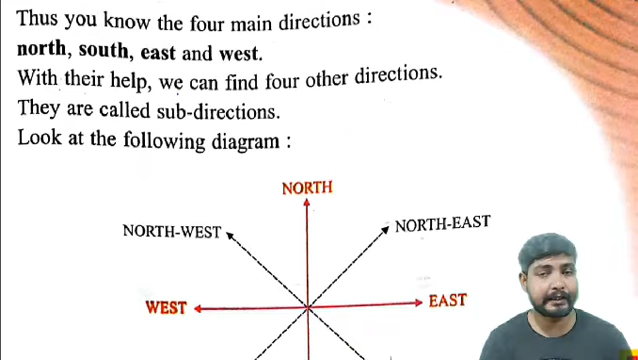 Thus you know the four main directions :
north, south, east and west.
With their help, we can find four other directions.
They are called sub-directions.
Look at the following diagram :
NORTH
NORTH-WEST
NORTH-EAST
WEST
EAST